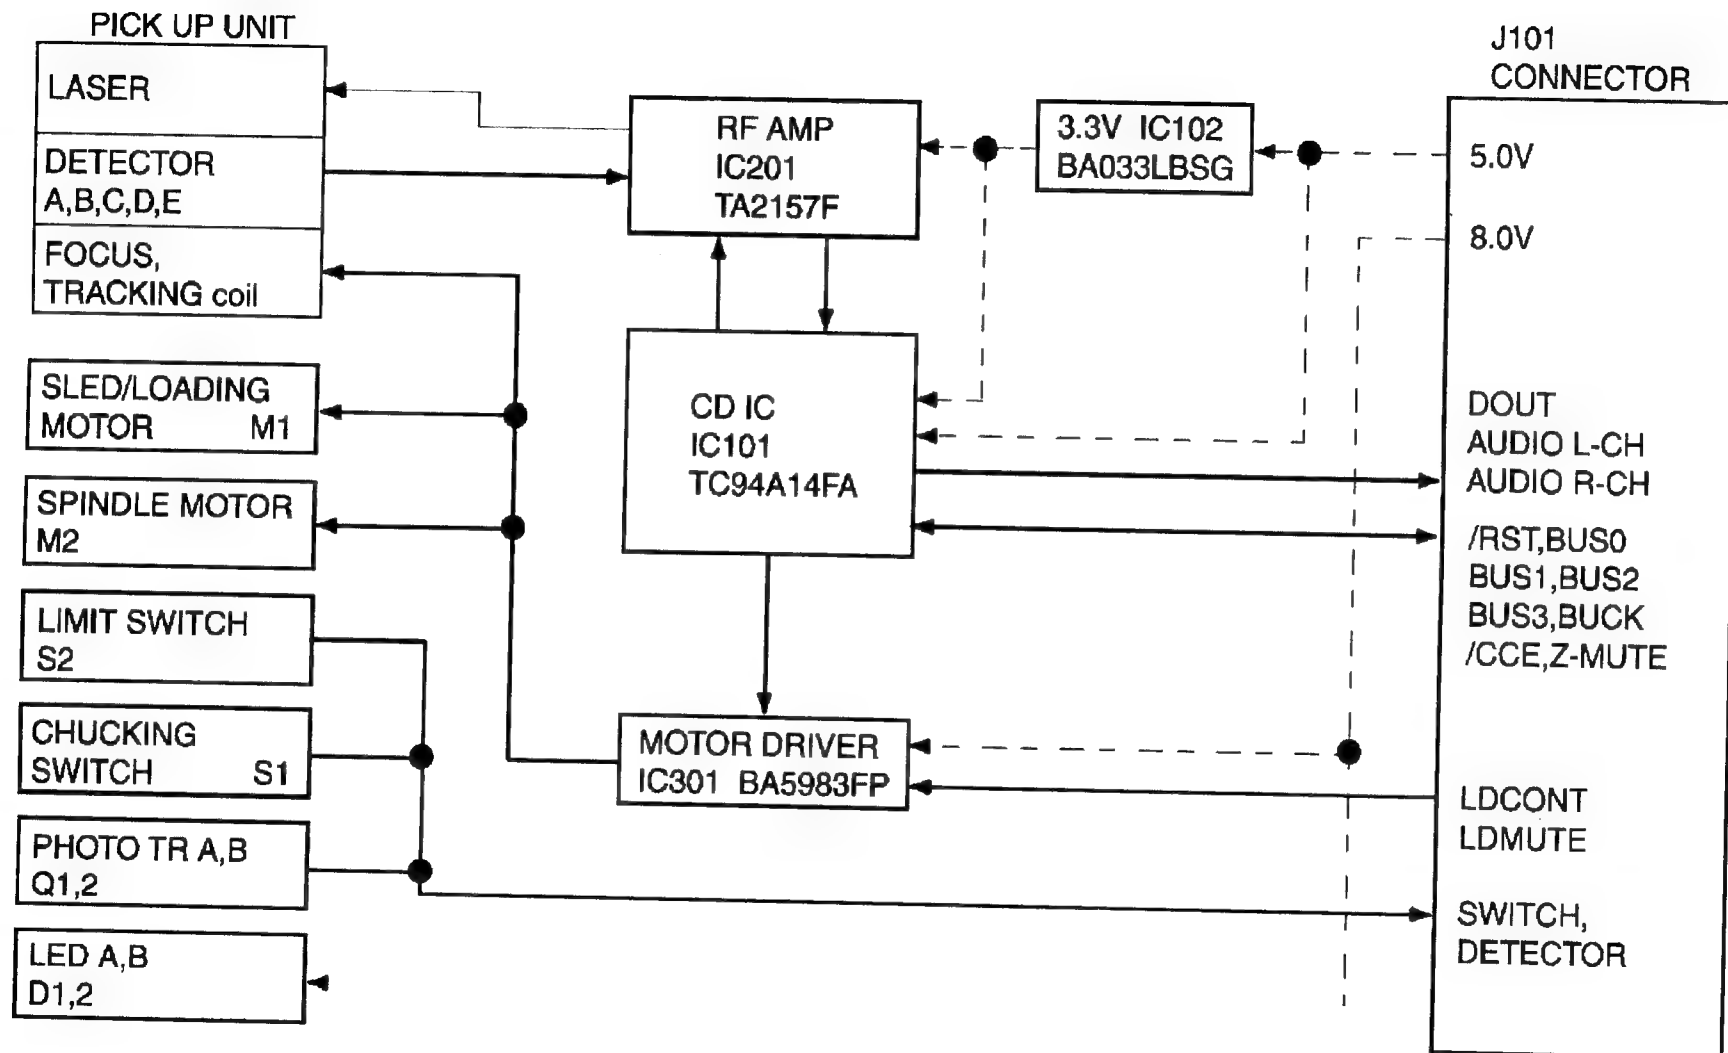 PICK UP UNIT
LASER
DETECTOR
A,B,C,D,E
FOCUS,
TRACKING coil
SLED/LOADING
MOTOR M1
SPINDLE MOTOR
M2
LIMIT SWITCH
S2
CHUCKING
SWITCH S1
PHOTO TR A,B
Q1,2
LED A,B
D1,2
RF AMP
IC201
TA2157F
3.3V IC102
BA033LBSG
CD IC
IC101
TC94A14FA
MOTOR DRIVER
IC301 BA5983FP
J101
CONNECTOR
5.0V
8.0V
DOUT
AUDIO L-CH
AUDIO R-CH
/RST,BUS0
BUS1,BUS2
BUS3,BUCK
/CCE,Z-MUTE
LDCONT
LDMUTE
SWITCH,
DETECTOR